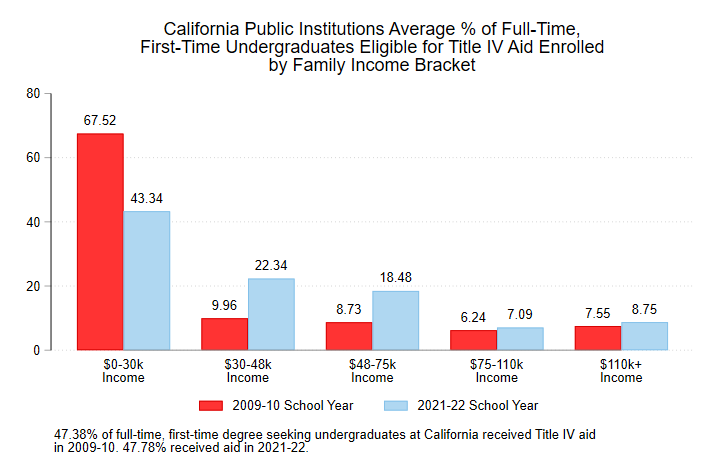 California Public Institutions Average % of Full-Time,
First-Time Undergraduates Eligible for Title IV Aid Enrolled
by Family Income Bracket
80
60
40
20
0
67.52
43.34
9.96
22.34
8.73
18.48
6.24
7.09
7.55
8.75
$0-30k
Income
$30-48k
Income
$48-75k
Income
$75-110k
Income
$110k+
Income
2009-10 School Year
2021-22 School Year
47.38% of full-time, first-time degree seeking undergraduates at California received Title IV aid
in 2009-10. 47.78% received aid in 2021-22.